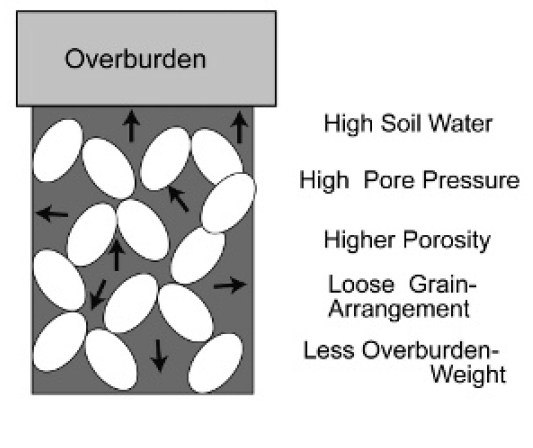 Overburden
High Soil Water
High Pore Pressure
Higher Porosity
Loose Grain-
Arrangement
Less Overburden-
Weight